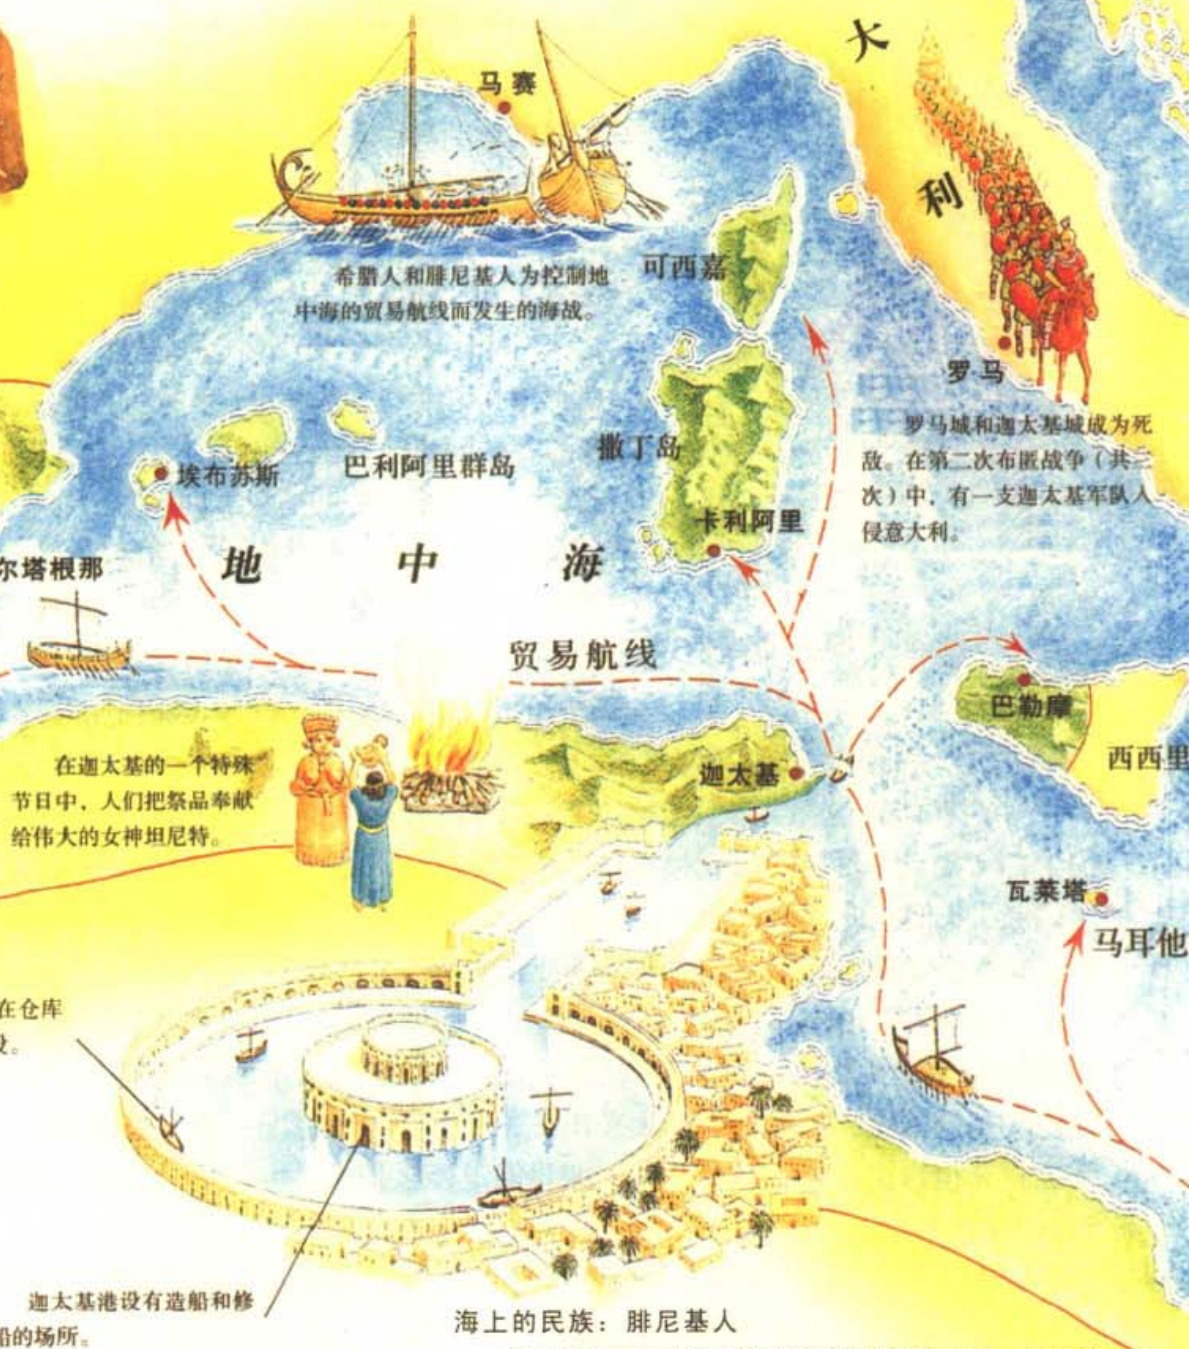 大
利
马赛
可西嘉
希腊人和腓尼基人为控制地
中海的贸易航线而发生的海战。
罗马
罗马城和迦太基城成为死
敌。在第二次布匿战争（共三
次）中，有一支迦太基军队入
侵意大利。
撒丁岛
巴利阿里群岛
埃布苏斯
卡利阿里
尔塔根那
地中海
贸易航线
巴勒摩
西西里
迦太基
在迦太基的一个特殊
节日中，人们把祭品奉献
给伟大的女神坦尼特。
瓦莱塔
马耳他
在仓库
。
迦太基港设有造船和修
船的场所。
海上的民族：腓尼基人